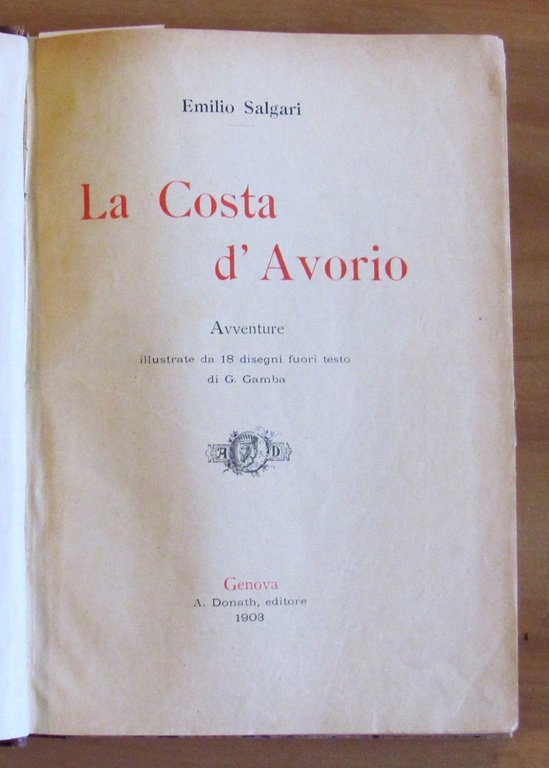 Emilio Salgari
La Costa
d' Avorio
Avventure
illustrate da 18 disegni fuori testo
di G. Gamba
A D
Genova
A. Donath, editore
1903